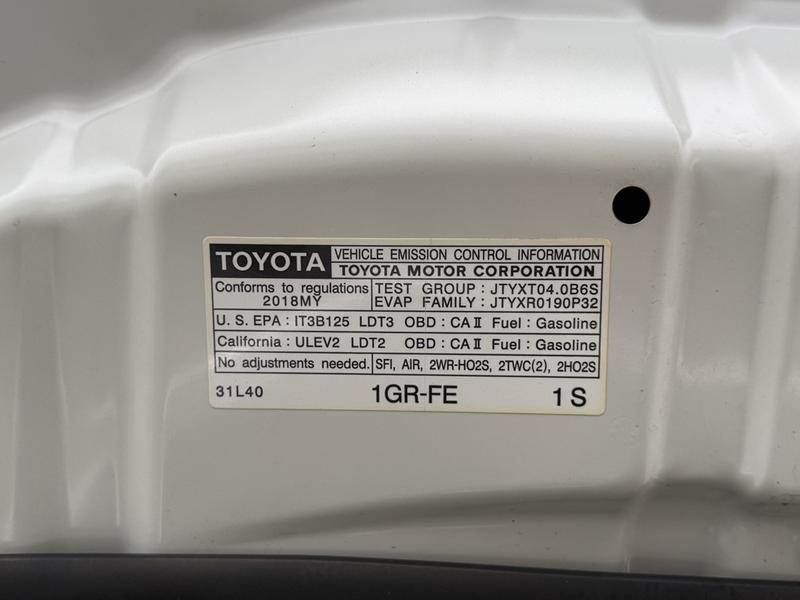 TOYOTA VEHICLE EMISSION CONTROL INFORMATION
TOYOTA MOTOR CORPORATION
Conforms to regulations TEST GROUP : JTYXT04.0B6S
2018MY EVAP FAMILY : JTYXR0190P32
U. S. EPA : IT3B125 LDT3 OBD : CA II Fuel : Gasoline
California : ULEV2 LDT2 OBD : CA II Fuel : Gasoline
No adjustments needed. SFI, AIR, 2WR-HO2S, 2TWC(2), 2HO2S
31L40 1GR-FE 1 S